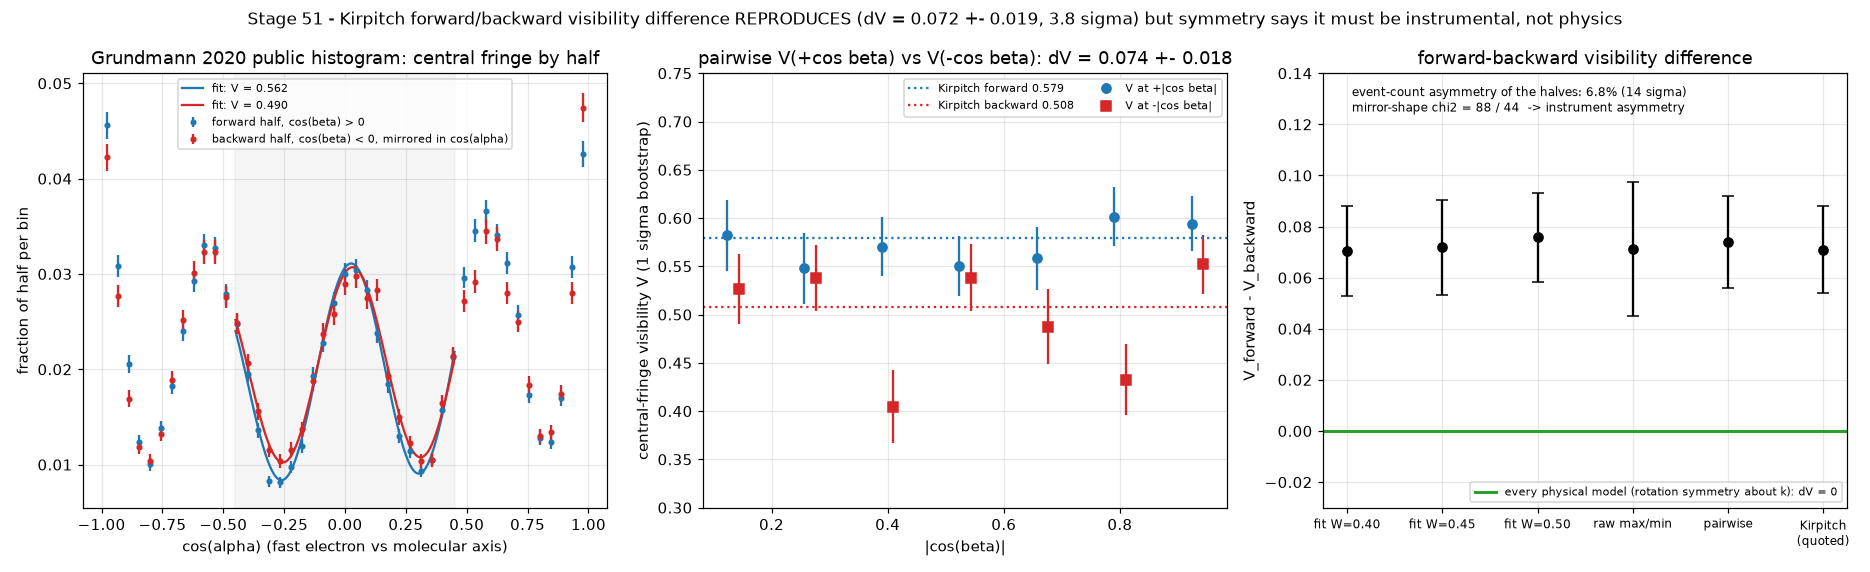 Stage 51 - Kirpitch forward/backward visibility difference REPRODUCES (dV = 0.072 +- 0.019, 3.8 sigma) but symmetry says it must be instrumental, not physics
Grundmann 2020 public histogram: central fringe by half
fit: V = 0.562
fit: V = 0.490
forward half, cos(beta) > 0
backward half, cos(beta) < 0, mirrored in cos(alpha)
0.05
0.04
0.03
0.02
0.01
fraction of half per bin
−1.00 −0.75 −0.50 −0.25 0.00 0.25 0.50 0.75 1.00
cos(alpha) (fast electron vs molecular axis)
pairwise V(+cos beta) vs V(-cos beta): dV = 0.074 +- 0.018
Kirpitch forward 0.579
Kirpitch backward 0.508
V at +|cos beta|
V at -|cos beta|
0.75
0.70
0.65
0.60
0.55
0.50
0.45
0.40
0.35
0.30
central-fringe visibility V (1 sigma bootstrap)
0.2 0.4 0.6 0.8
|cos(beta)|
forward-backward visibility difference
event-count asymmetry of the halves: 6.8% (14 sigma)
mirror-shape chi2 = 88 / 44 -> instrument asymmetry
0.14
0.12
0.10
0.08
0.06
0.04
0.02
0.00
−0.02
V_forward - V_backward
every physical model (rotation symmetry about k): dV = 0
fit W=0.40 fit W=0.45 fit W=0.50 raw max/min pairwise Kirpitch
(quoted)